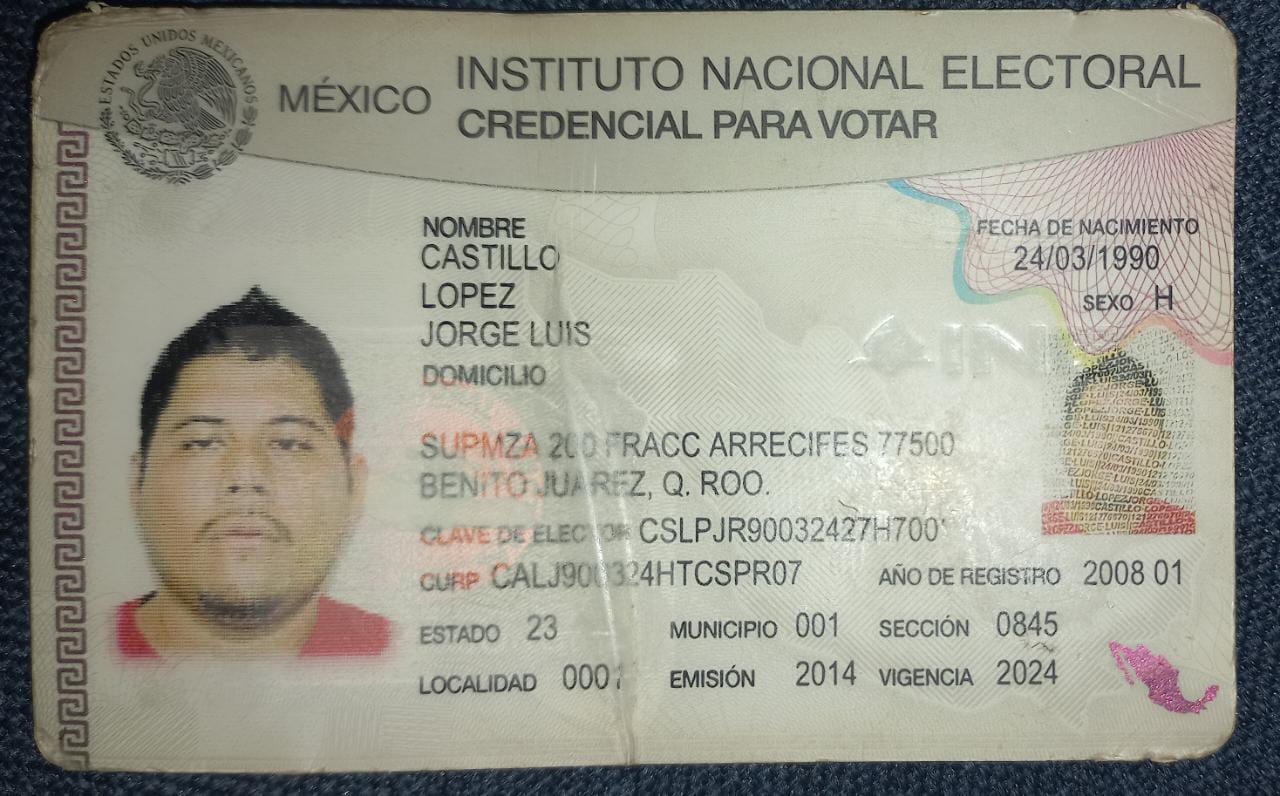 ESTADOS UNIDOS MEXICANOS
MÉXICO
INSTITUTO NACIONAL ELECTORAL
CREDENCIAL PARA VOTAR
NOMBRE
CASTILLO
LOPEZ
JORGE LUIS
FECHA DE NACIMIENTO
24/03/1990
SEXO H
DOMICILIO
SUPMZA 200 FRACC ARRECIFES 77500
BENITO JUAREZ, Q. ROO.
CLAVE DE ELECTOR
CURP CALJ900324HTCSPR07
AÑO DE REGISTRO 2008 01
ESTADO 23
MUNICIPIO 001
SECCIÓN 0845
LOCALIDAD
EMISIÓN 2014
VIGENCIA 2024